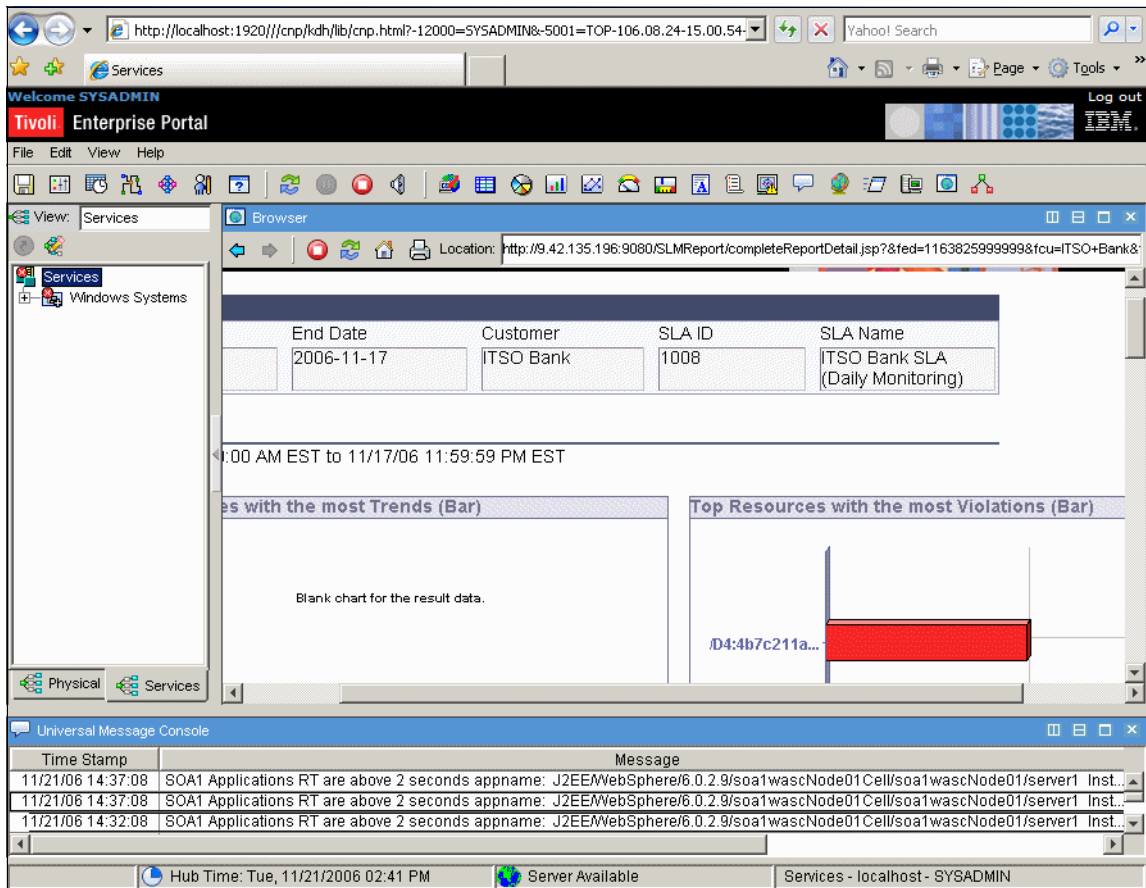 http://localhost:1920///cnp/kdh/lib/cnp.html?-12000=SYSADMIN&-5001=TOP-106.08.24-15.00.54-
Yahoo! Search
Services
Page Tools
Welcome SYSADMIN
Log out
Tivoli. Enterprise Portal
IBM.
File Edit View Help
View: Services
Browser
Location: http://9.42.135.196:9080/SLMReport/completeReportDetail.jsp?&fed=1163825999999&fcu=ITSO+Bank&
Services
Windows Systems
End Date Customer SLA ID SLA Name
2006-11-17 ITSO Bank 1008 ITSO Bank SLA
(Daily Monitoring)
:00 AM EST to 11/17/06 11:59:59 PM EST
es with the most Trends (Bar)
Top Resources with the most Violations (Bar)
Blank chart for the result data.
/D4:4b7c211a...
Physical Services
Universal Message Console
Time Stamp Message
11/21/06 14:37:08 SOA1 Applications RT are above 2 seconds appname: J2EE/WebSphere/6.0.2.9/soa1wascNode01Cell/soa1wascNode01/server1 Inst...
11/21/06 14:37:08 SOA1 Applications RT are above 2 seconds appname: J2EE/WebSphere/6.0.2.9/soa1wascNode01Cell/soa1wascNode01/server1 Inst...
11/21/06 14:32:08 SOA1 Applications RT are above 2 seconds appname: J2EE/WebSphere/6.0.2.9/soa1wascNode01Cell/soa1wascNode01/server1 Inst...
Hub Time: Tue, 11/21/2006 02:41 PM
Server Available
Services - localhost - SYSADMIN